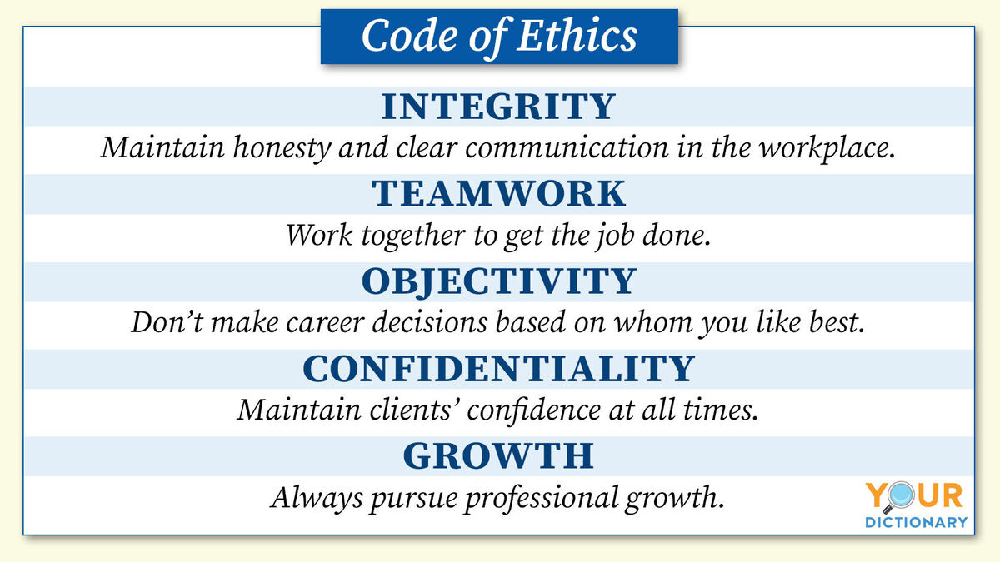 Code of Ethics
INTEGRITY
Maintain honesty and clear communication in the workplace.
TEAMWORK
Work together to get the job done.
OBJECTIVITY
Don’t make career decisions based on whom you like best.
CONFIDENTIALITY
Maintain clients’ confidence at all times.
GROWTH
Always pursue professional growth.
YOUR
DICTIONARY